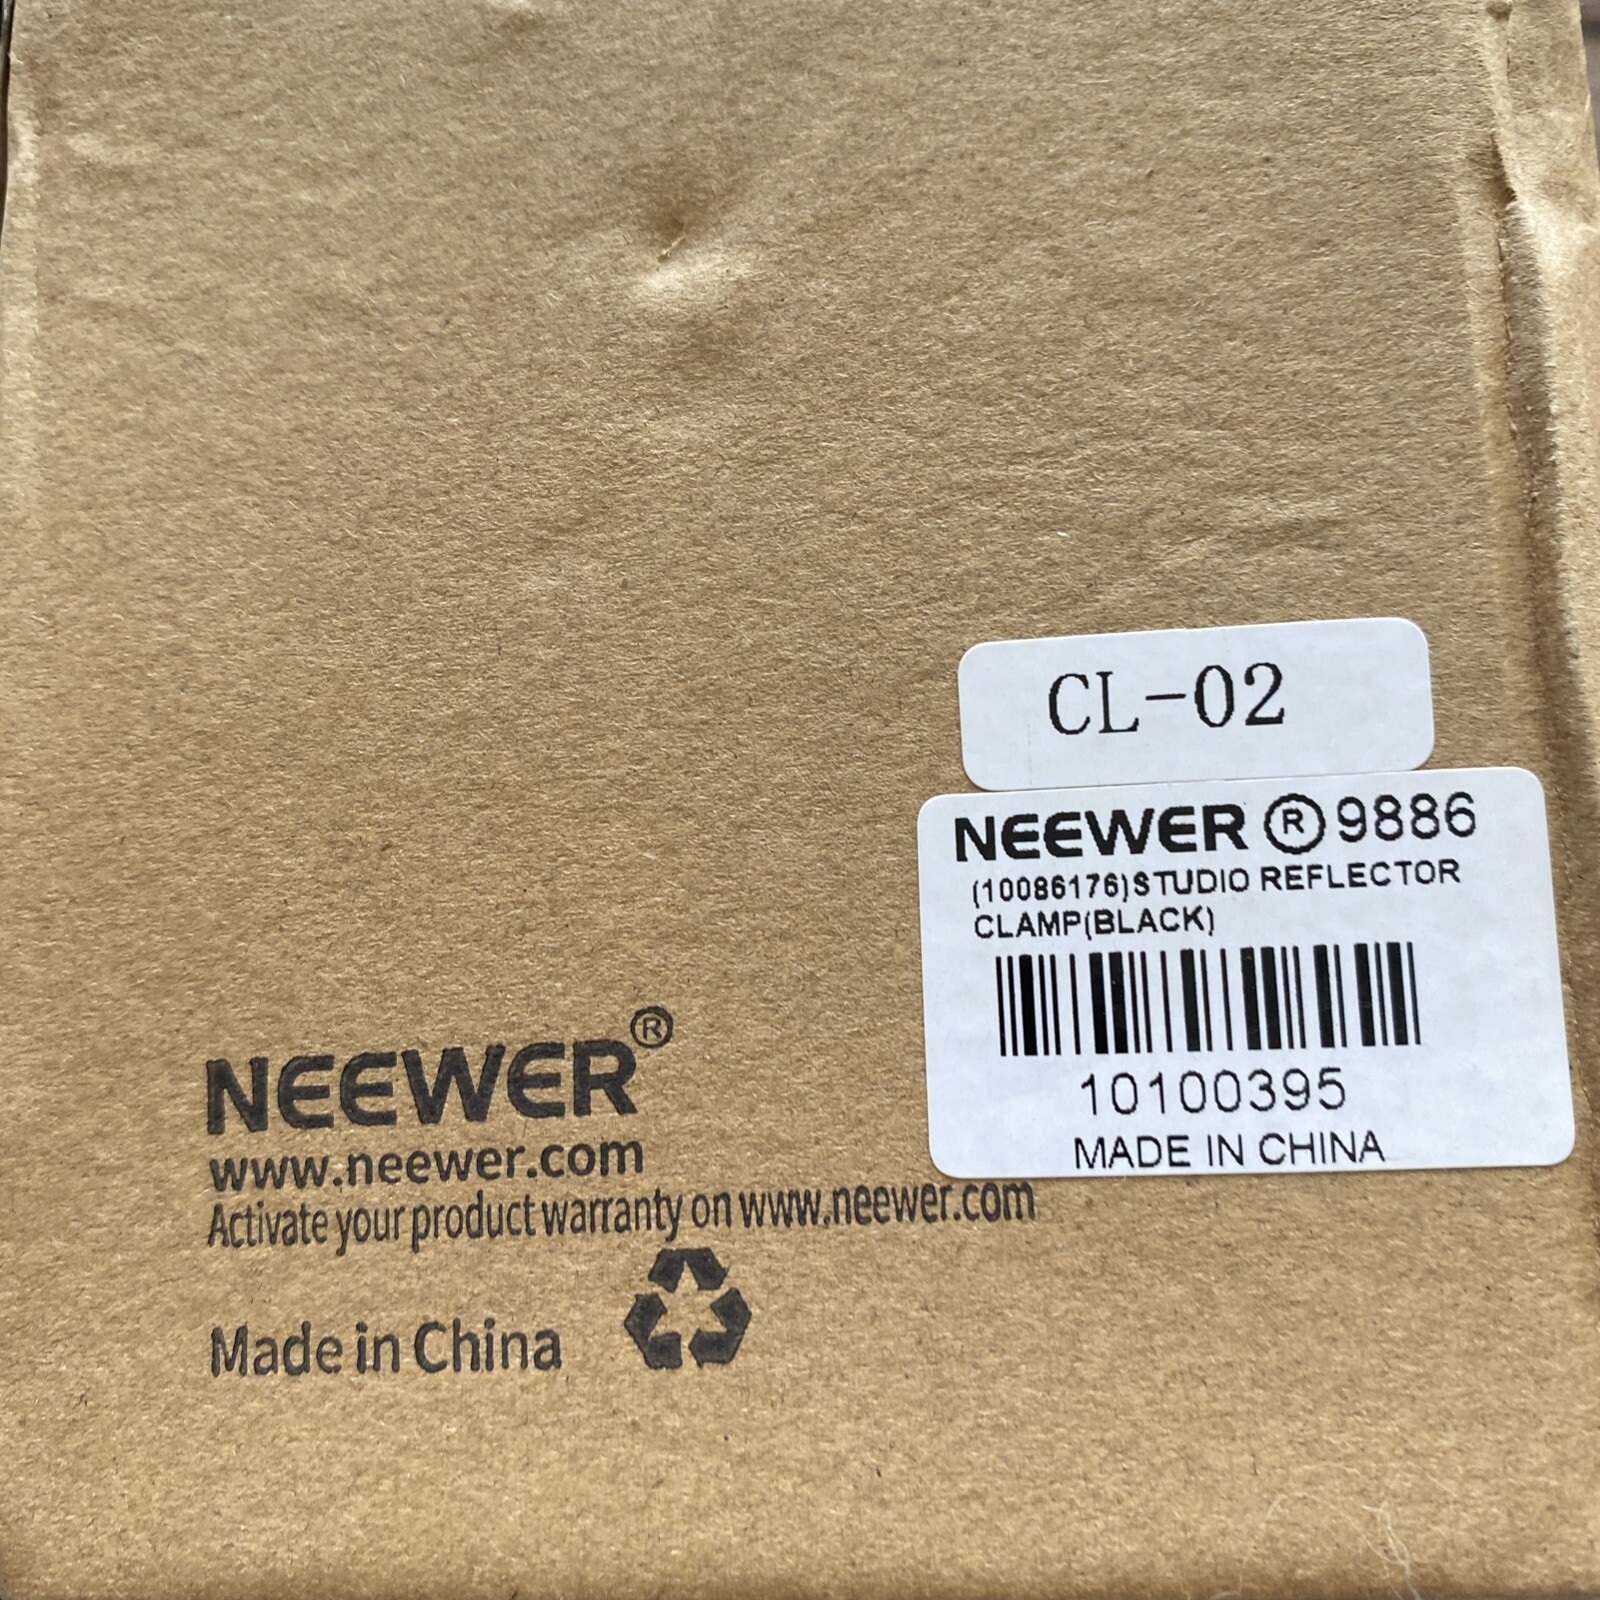 CL-02
NEEWER ® 9886
(10086176)STUDIO REFLECTOR
CLAMP(BLACK)
10100395
MADE IN CHINA
NEEWER®
www.neewer.com
Activate your product warranty on www.neewer.com
Made in China